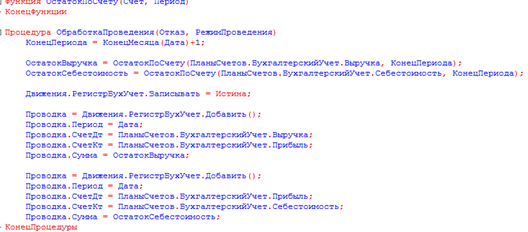 Функция ОстатокПоСчету(Счет, Период)
КонецФункции
Процедура ОбработкаПроведения(Отказ, РежимПроведения)
КонецПериода = КонецМесяца(Дата)+1;
ОстатокВыручка = ОстатокПоСчету(ПланыСчетов.БухгалтерскийУчет.Выручка, КонецПериода);
ОстатокСебестоимость = ОстатокПоСчету(ПланыСчетов.БухгалтерскийУчет.Себестоимость, КонецПериода);
Движения.РегистрБухУчет.Записывать = Истина;
Проводка = Движения.РегистрБухУчет.Добавить();
Проводка.Период = Дата;
Проводка.СчетДт = ПланыСчетов.БухгалтерскийУчет.Выручка;
Проводка.СчетКт = ПланыСчетов.БухгалтерскийУчет.Прибыль;
Проводка.Сумма = ОстатокВыручка;
Проводка = Движения.РегистрБухУчет.Добавить();
Проводка.Период = Дата;
Проводка.СчетДт = ПланыСчетов.БухгалтерскийУчет.Прибыль;
Проводка.СчетКт = ПланыСчетов.БухгалтерскийУчет.Себестоимость;
Проводка.Сумма = ОстатокСебестоимость;
КонецПроцедуры